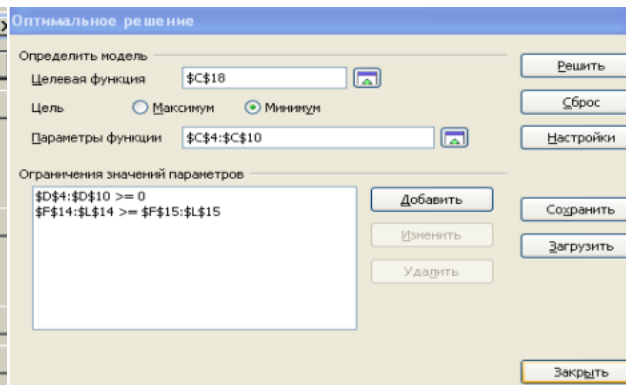 Оптимальное решение
Определить модель
Целевая функция $C$18
Цель Максимум Минимум
Параметры функции $C$4:$C$10
Ограничения значений параметров
$D$4:$D$10 >= 0
$F$14:$L$14 >= $F$15:$L$15
Добавить
Изменить
Удалить
Решить
Сброс
Настройки
Сохранить
Загрузить
Закрыть